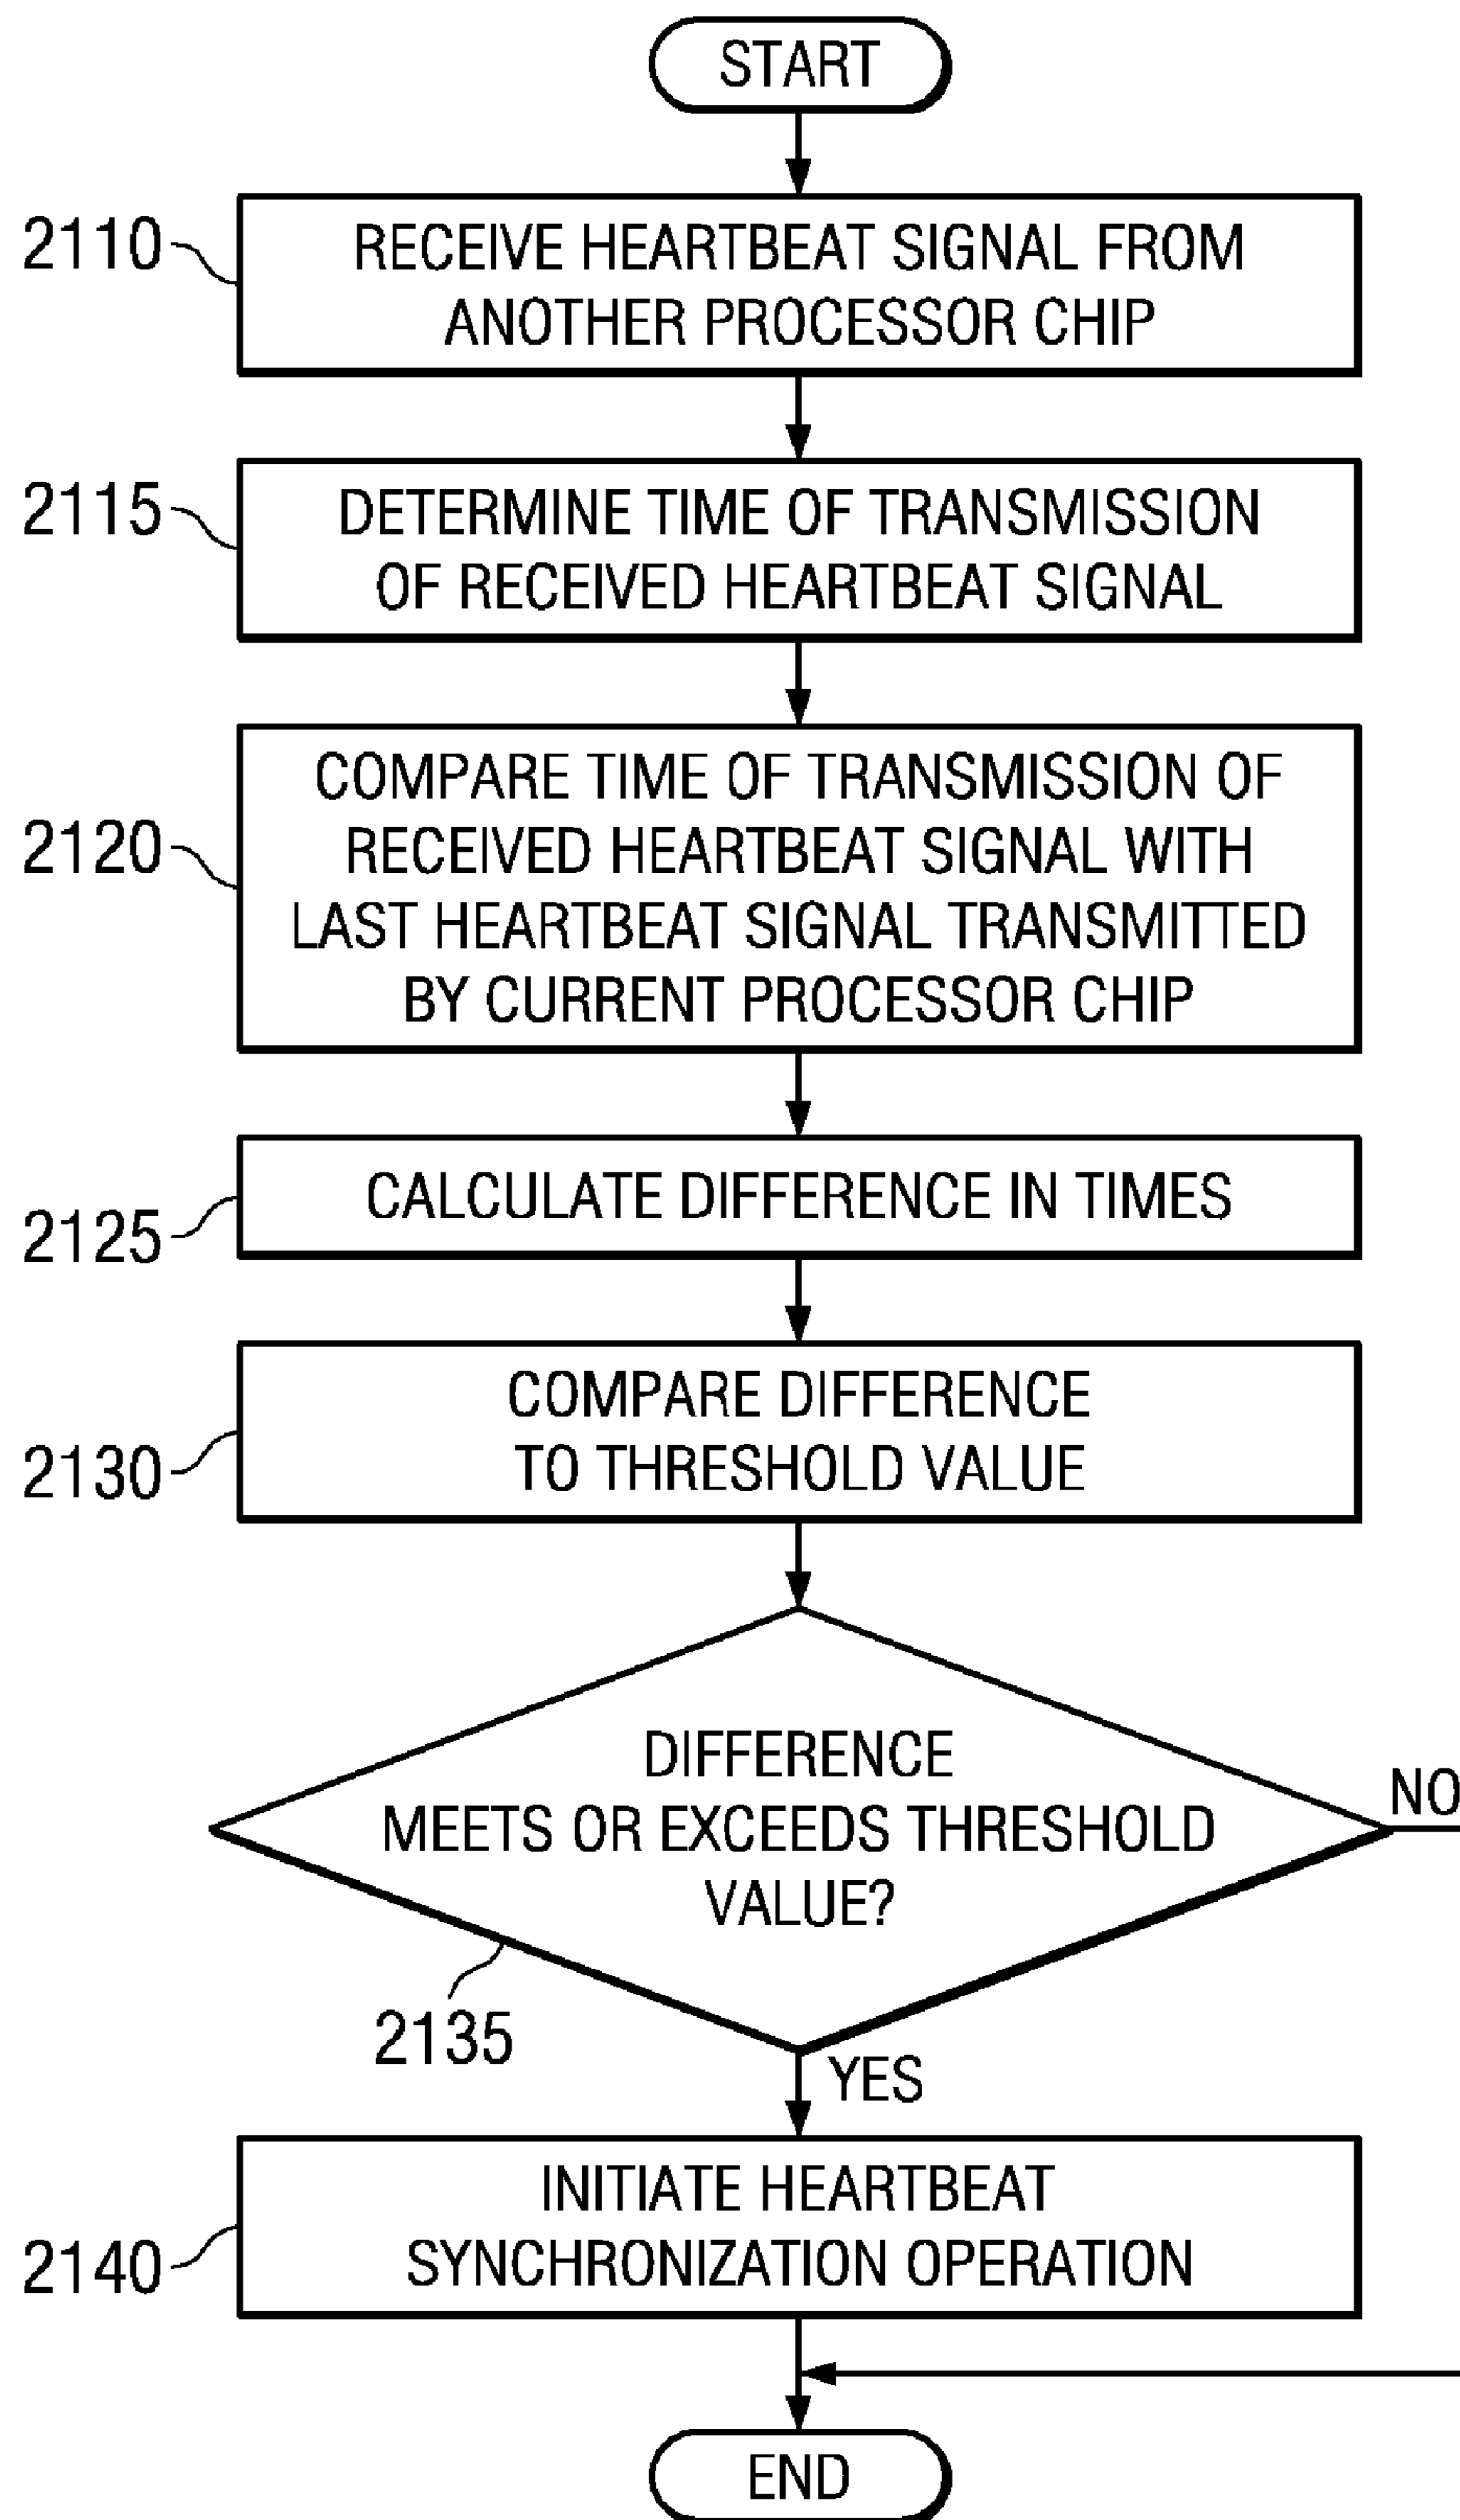 START
2110
RECEIVE HEARTBEAT SIGNAL FROM
ANOTHER PROCESSOR CHIP
2115
DETERMINE TIME OF TRANSMISSION
OF RECEIVED HEARTBEAT SIGNAL
2120
COMPARE TIME OF TRANSMISSION OF
RECEIVED HEARTBEAT SIGNAL WITH
LAST HEARTBEAT SIGNAL TRANSMITTED
BY CURRENT PROCESSOR CHIP
2125
CALCULATE DIFFERENCE IN TIMES
2130
COMPARE DIFFERENCE
TO THRESHOLD VALUE
DIFFERENCE
MEETS OR EXCEEDS THRESHOLD
VALUE?
NO
2135
YES
2140
INITIATE HEARTBEAT
SYNCHRONIZATION OPERATION
END